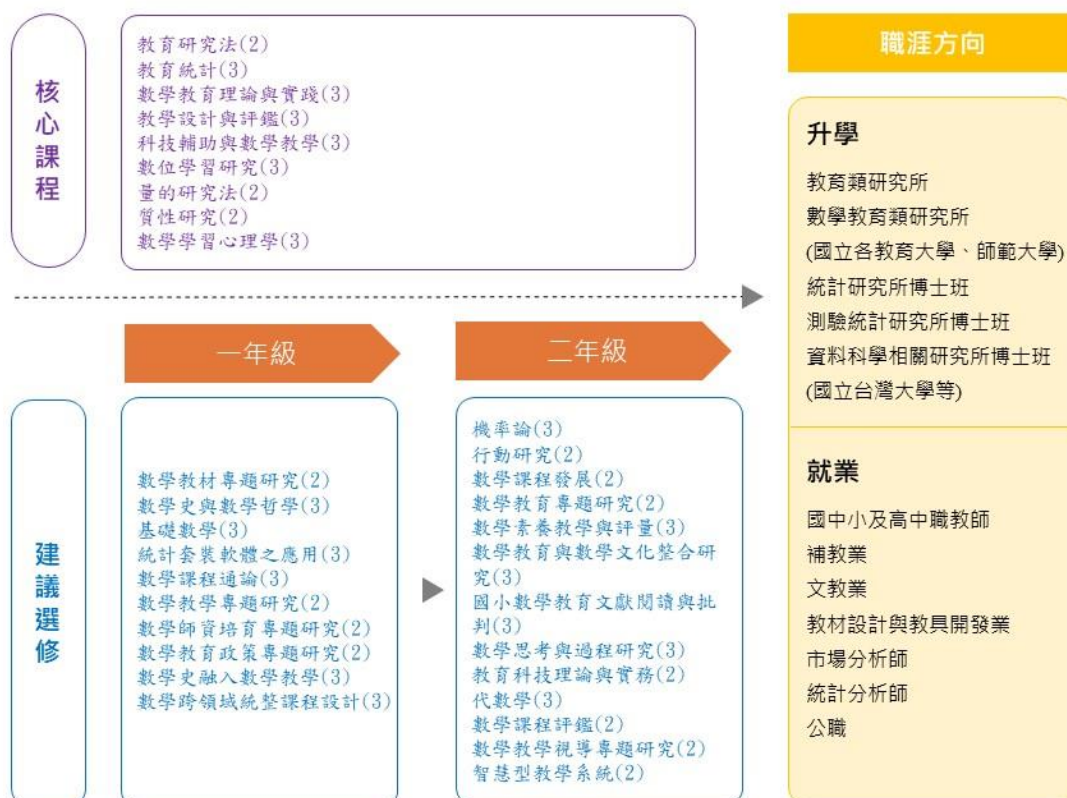 核心課程
教育研究法(2)
教育統計(3)
數學教育理論與實踐(3)
教學設計與評鑑(3)
科技輔助與數學教學(3)
數位學習研究(3)
量的研究法(2)
質性研究(2)
數學學習心理學(3)
一年級
二年級
建議選修
數學教材專題研究(2)
數學史與數學哲學(3)
基礎數學(3)
統計套裝軟體之應用(3)
數學課程通論(3)
數學教學專題研究(2)
數學師資培育專題研究(2)
數學教育政策專題研究(2)
數學史融入數學教學(3)
數學跨領域統整課程設計(3)
機率論(3)
行動研究(2)
數學課程發展(2)
數學教育專題研究(2)
數學素養教學與評量(3)
數學教育與數學文化整合研
究(3)
國小數學教育文獻閱讀與批
判(3)
數學思考與過程研究(3)
教育科技理論與實務(2)
代數學(3)
數學課程評鑑(2)
數學教學視導專題研究(2)
智慧型教學系統(2)
職涯方向
升學
教育類研究所
數學教育類研究所
(國立各教育大學、師範大學)
統計研究所博士班
測驗統計研究所博士班
資料科學相關研究所博士班
(國立台灣大學等)
就業
國中小及高中職教師
補教業
文教業
教材設計與教具開發業
市場分析師
統計分析師
公職